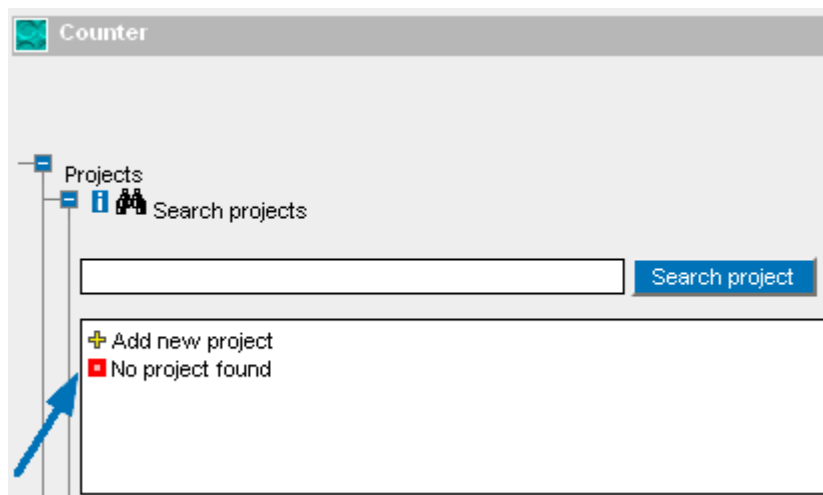 Counter
Projects
Search projects
Search project
Add new project
No project found